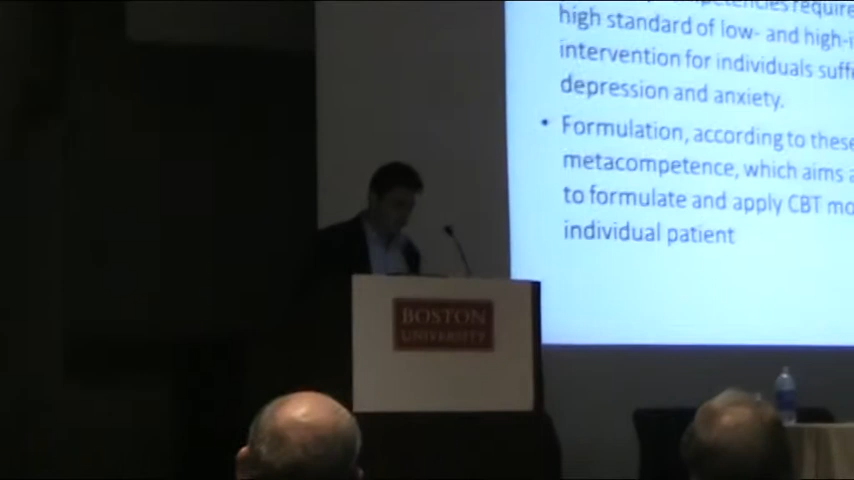 high standard of low- and high-i
intervention for individuals suff
depression and anxiety.
• Formulation, according to these
metacompetence, which aims a
to formulate and apply CBT mo
individual patient
BOSTON
UNIVERSITY